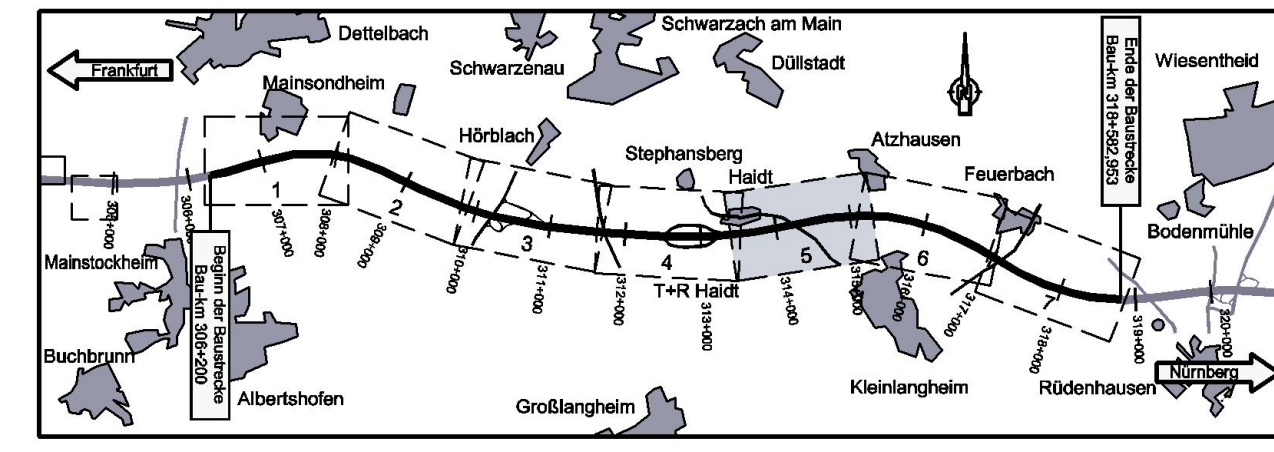 Dettelbach
Schwarzach am Main
Frankfurt
Schwarzenau
Düllstadt
Wiesentheid
Mainsondheim
Ende der Baustrecke
Bau-km 318+582,953
N
Hörblach
Atzhausen
Stephansberg
Haidt
Feuerbach
1
2
3
4
5
6
7
307+000
308+000
309+000
310+000
311+000
312+000
313+000
314+000
316+000
317+000
318+000
319+000
320+000
Bodenmühle
Mainstockheim
T+R Haidt
Beginn der Baustrecke
Bau-km 306+200
Buchbrunn
Albertshofen
Großlangheim
Kleinlangheim
Rüdenhausen
Nürnberg